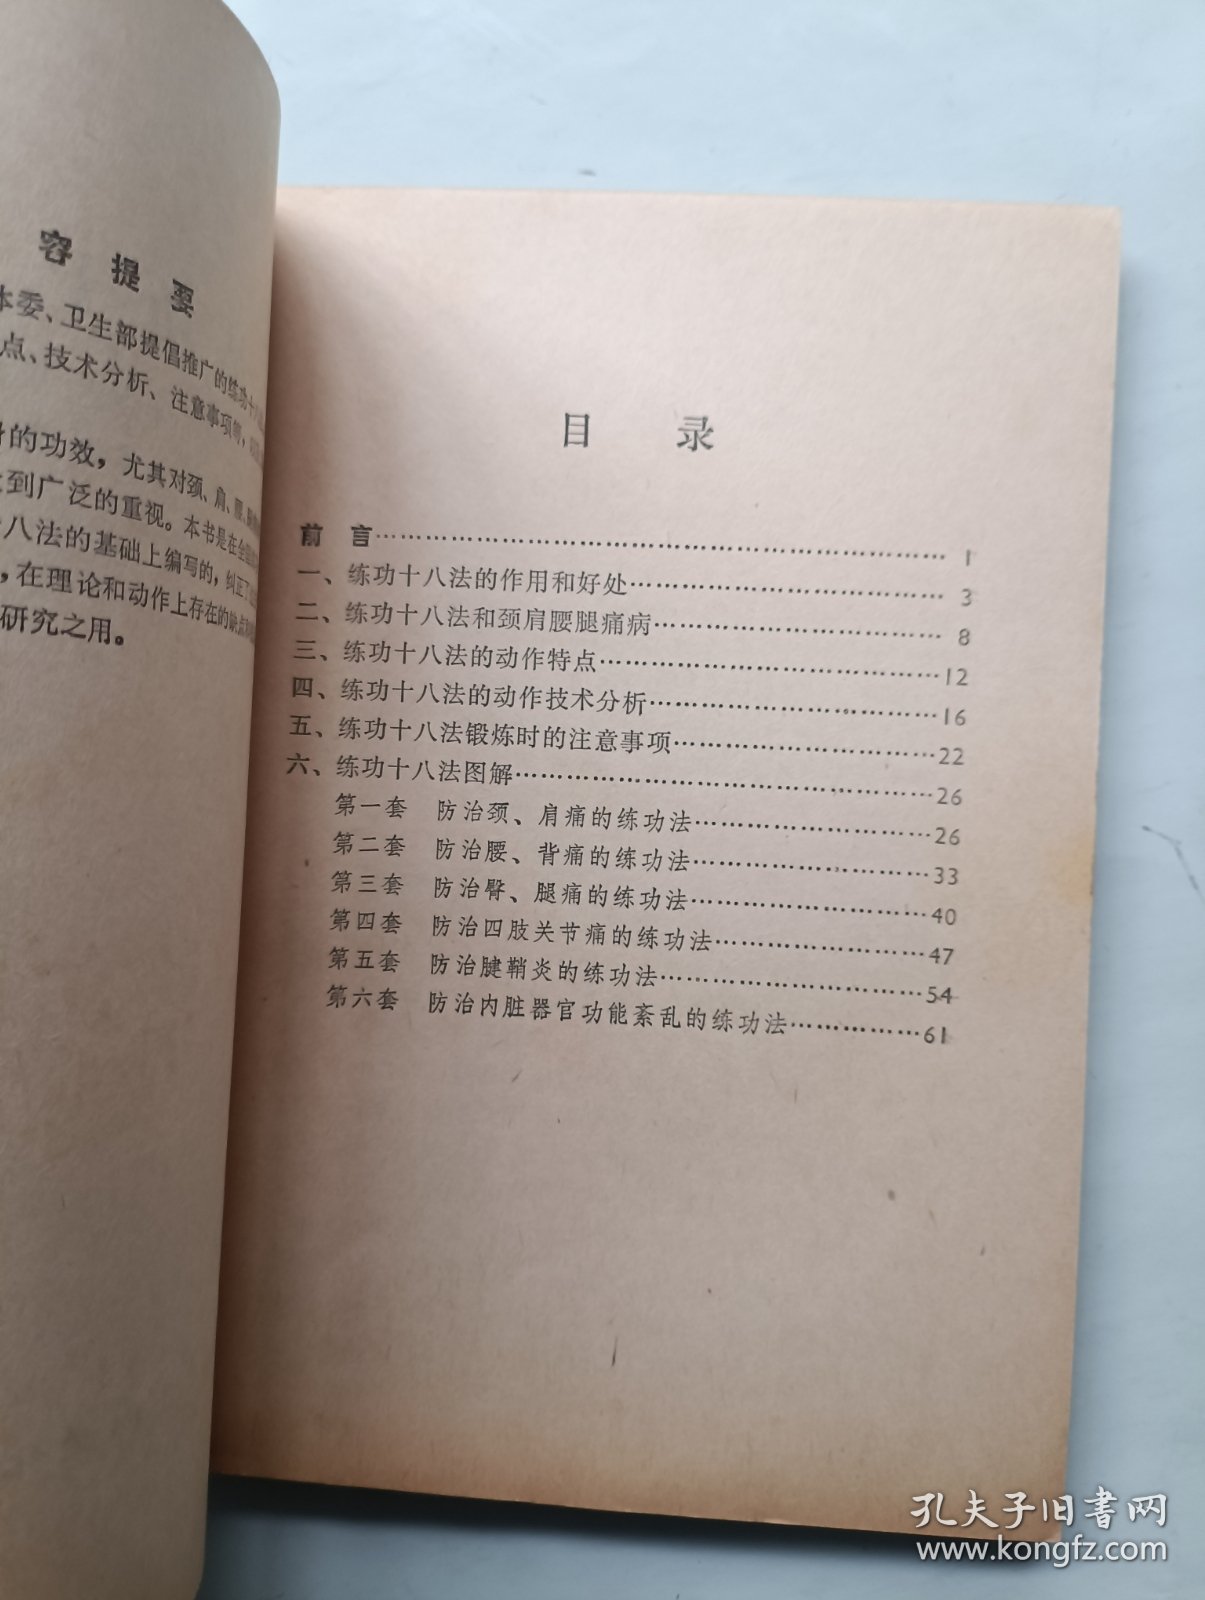 容提要
委、卫生部提倡推广的练功十八
点、技术分析、注意事项等，
的功效，尤其对颈、肩、腰
到广泛的重视。本书是在全国
八法的基础上编写的，纠正了
，在理论和动作上存在的缺点
研究之用。
目 录
前 言…………………………………………………… 1
一、练功十八法的作用和好处………………………………… 3
二、练功十八法和颈肩腰腿痛病……………………………… 8
三、练功十八法的动作特点…………………………………12
四、练功十八法的动作技术分析……………………………16
五、练功十八法锻炼时的注意事项…………………………22
六、练功十八法图解…………………………………………26
第一套 防治颈、肩痛的练功法………………………26
第二套 防治腰、背痛的练功法………………………33
第三套 防治臀、腿痛的练功法………………………40
第四套 防治四肢关节痛的练功法……………………47
第五套 防治腱鞘炎的练功法…………………………54
第六套 防治内脏器官功能紊乱的练功法……………61
孔夫子旧书网
www.kongfz.com